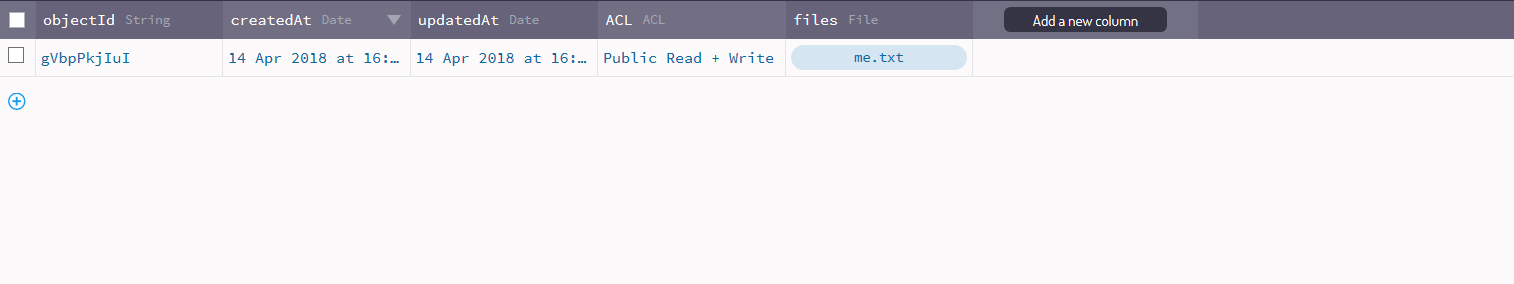 objectId String createdAt Date updatedAt Date ACL ACL files File Add a new column
gVbpPkjIuI 14 Apr 2018 at 16:… 14 Apr 2018 at 16:… Public Read + Write me.txt